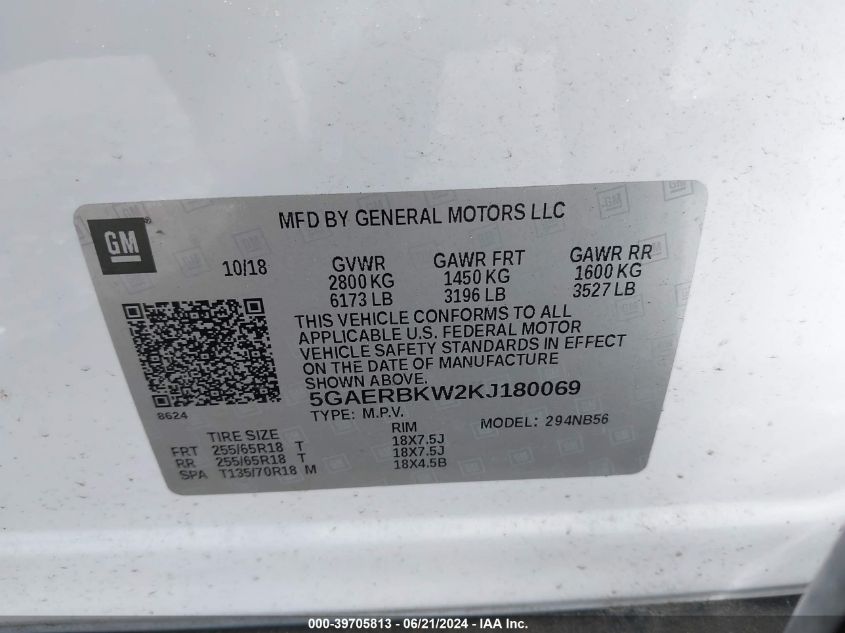 GM
MFD BY GENERAL MOTORS LLC
10/18
GVWR
2800 KG
6173 LB
GAWR FRT
1450 KG
3196 LB
GAWR RR
1600 KG
3527 LB
THIS VEHICLE CONFORMS TO ALL
APPLICABLE U.S. FEDERAL MOTOR
VEHICLE SAFETY STANDARDS IN EFFECT
ON THE DATE OF MANUFACTURE
SHOWN ABOVE.
8624
5GAERBKW2KJ180069
TYPE: M.P.V.
MODEL: 294NB56
TIRE SIZE RIM
FRT 255/65R18 T 18X7.5J
RR 255/65R18 T 18X7.5J
SPA T135/70R18 M 18X4.5B
000-39705813 - 06/21/2024 - IAA Inc.